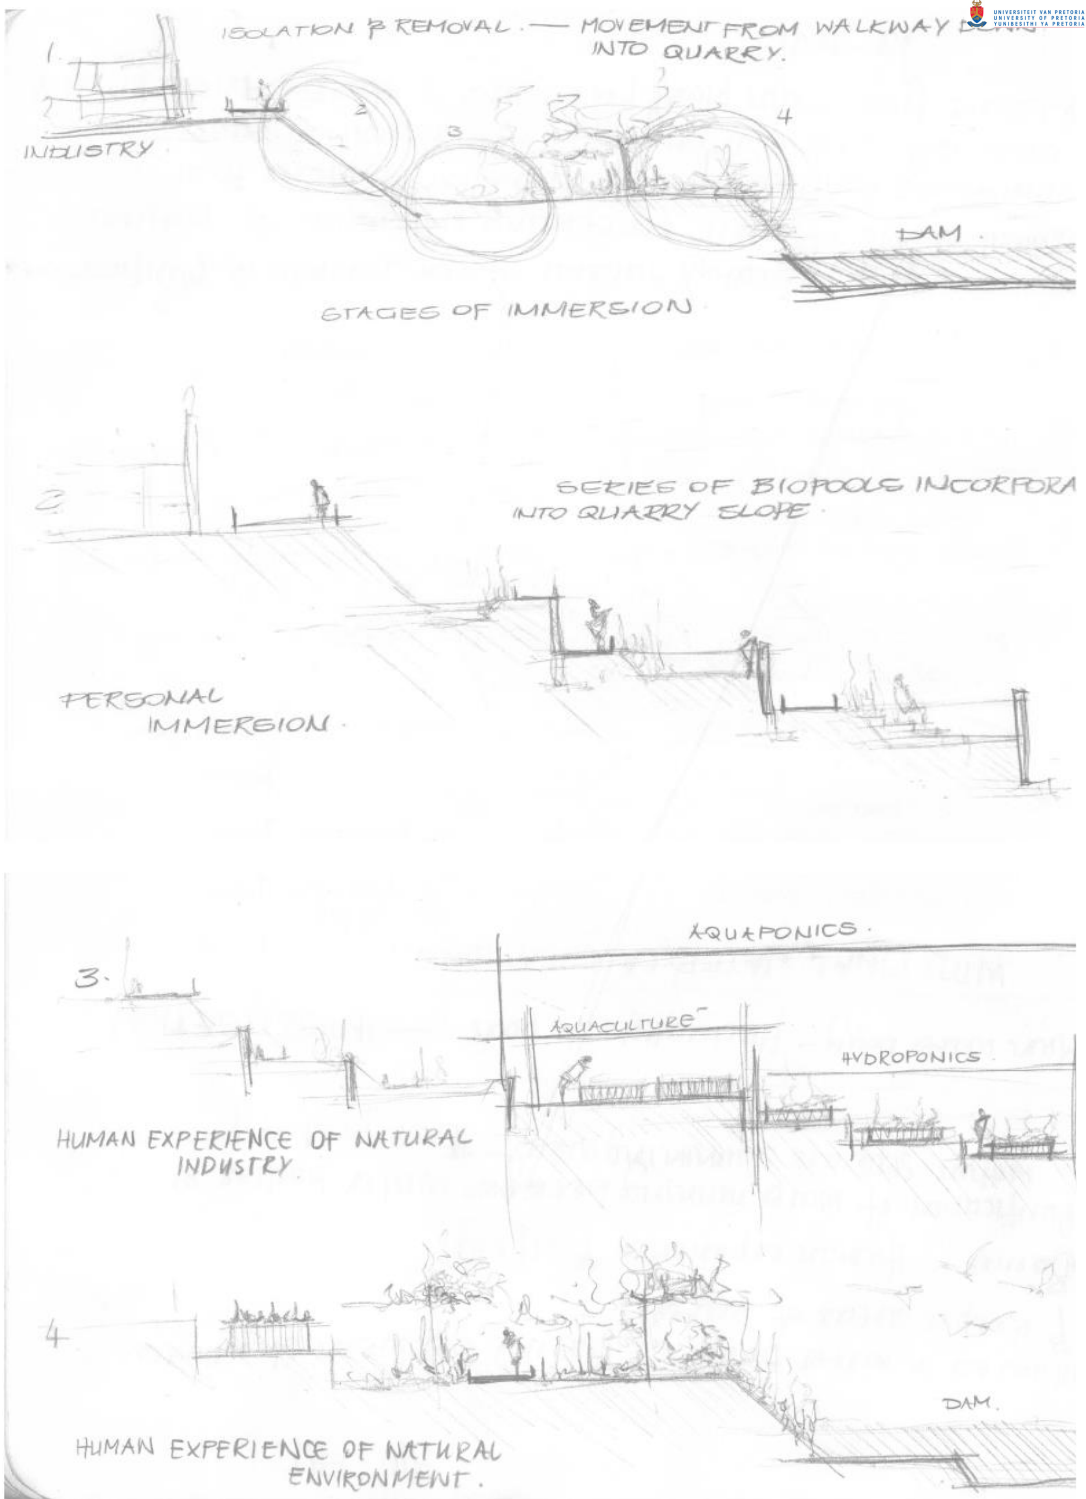 UNIVERSITEIT VAN PRETORIA
UNIVERSITY OF PRETORIA
YUNIBESITHI YA PRETORIA
ISOLATION & REMOVAL. — MOVEMENT FROM WALKWAY DOWN
INTO QUARRY.
1.
2
3
4
INDUSTRY
DAM.
STAGES OF IMMERSION.
2
SERIES OF BIOPOOLS INCORPORA
INTO QUARRY SLOPE.
PERSONAL
IMMERSION.
AQUAPONICS.
3.
AQUACULTURE
HYDROPONICS.
HUMAN EXPERIENCE OF NATURAL
INDUSTRY
4
DAM.
HUMAN EXPERIENCE OF NATURAL
ENVIRONMENT.